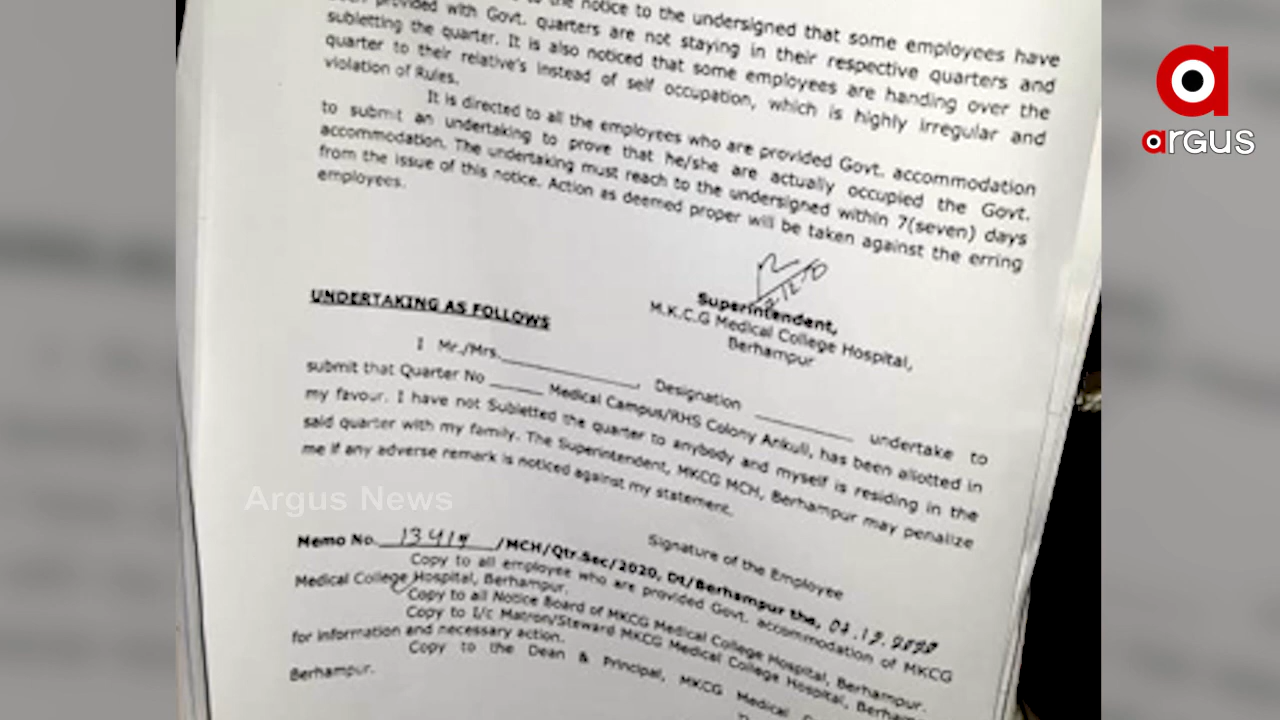 the notice to the undersigned that some employees have
provided with Govt. quarters are not staying in their respective quarters and
subletting the quarter. It is also noticed that some employees are handing over the
quarter to their relative's instead of self occupation, which is highly irregular and
violation of Rules.
It is directed to all the employees who are provided Govt. accommodation
to submit an undertaking to prove that he/she are actually occupied the Govt.
accommodation. The undertaking must reach to the undersigned within 7(seven) days
from the issue of this notice. Action as deemed proper will be taken against the erring
employees.
Superintendent,
M.K.C.G Medical College Hospital,
Berhampur
UNDERTAKING AS FOLLOWS
I Mr./Mrs.____________, Designation __________ undertake to
submit that Quarter No _____ Medical Campus/RHS Colony Ankuli, has been allotted in
my favour. I have not Subletted the quarter to anybody and myself is residing in the
said quarter with my family. The Superintendent, MKCG MCH, Berhampur may penalize
me if any adverse remark is noticed against my statement.
Signature of the Employee
Memo No. /MCH/Qtr.Sec/2020, Dt/Berhampur the, 07.12.2020
Copy to all employee who are provided Govt. accommodation of MKCG
Medical College Hospital, Berhampur.
Copy to all Notice Board of MKCG Medical College Hospital, Berhampur.
Copy to I/c Matron/Steward MKCG Medical College Hospital,
for information and necessary action.
Copy to the Dean & Principal, MKCG Medical
Berhampur.
Argus News
argus